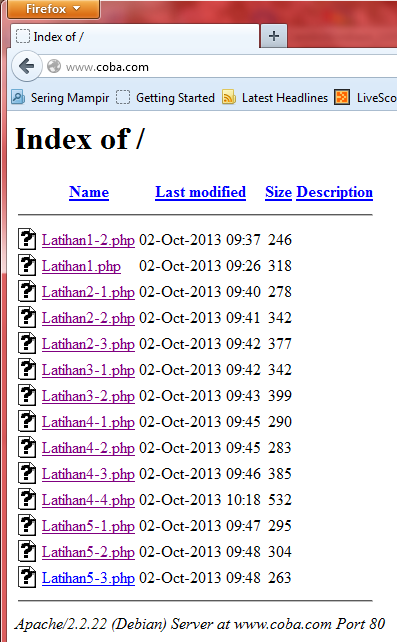 Firefox
Index of /
www.coba.com
Sering Mampir Getting Started Latest Headlines LiveSco
Index of /
Name Last modified Size Description
Latihan1-2.php 02-Oct-2013 09:37 246
Latihan1.php 02-Oct-2013 09:26 318
Latihan2-1.php 02-Oct-2013 09:40 278
Latihan2-2.php 02-Oct-2013 09:41 342
Latihan2-3.php 02-Oct-2013 09:42 377
Latihan3-1.php 02-Oct-2013 09:42 342
Latihan3-2.php 02-Oct-2013 09:43 399
Latihan4-1.php 02-Oct-2013 09:45 290
Latihan4-2.php 02-Oct-2013 09:45 283
Latihan4-3.php 02-Oct-2013 09:46 385
Latihan4-4.php 02-Oct-2013 10:18 532
Latihan5-1.php 02-Oct-2013 09:47 295
Latihan5-2.php 02-Oct-2013 09:48 304
Latihan5-3.php 02-Oct-2013 09:48 263
Apache/2.2.22 (Debian) Server at www.coba.com Port 80